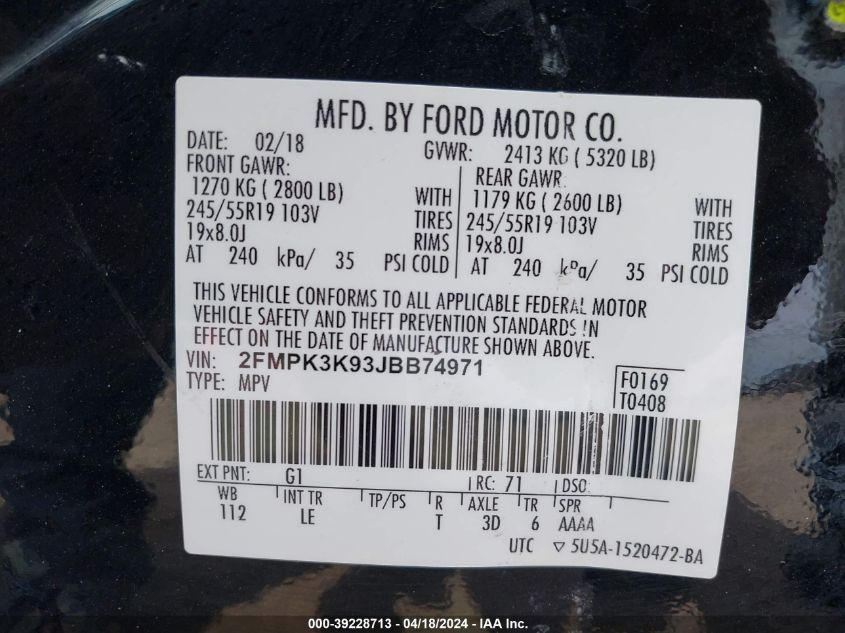 MFD. BY FORD MOTOR CO.
DATE: 02/18 GVWR: 2413 KG ( 5320 LB)
FRONT GAWR: REAR GAWR:
1270 KG ( 2800 LB) WITH 1179 KG ( 2600 LB) WITH
245/55R19 103V TIRES 245/55R19 103V TIRES
19x8.0J RIMS 19x8.0J RIMS
AT 240 kPa/ 35 PSI COLD AT 240 kPa/ 35 PSI COLD
THIS VEHICLE CONFORMS TO ALL APPLICABLE FEDERAL MOTOR
VEHICLE SAFETY AND THEFT PREVENTION STANDARDS IN
EFFECT ON THE DATE OF MANUFACTURE SHOWN ABOVE.
VIN: 2FMPK3K93JBB74971
TYPE: MPV
F0169
T0408
EXT PNT: G1 RC: 71 DSO:
WB INT TR TP/PS R AXLE TR SPR
112 LE T 3D 6 AAAA
UTC ▽ 5U5A-1520472-BA
000-39228713 - 04/18/2024 - IAA Inc.